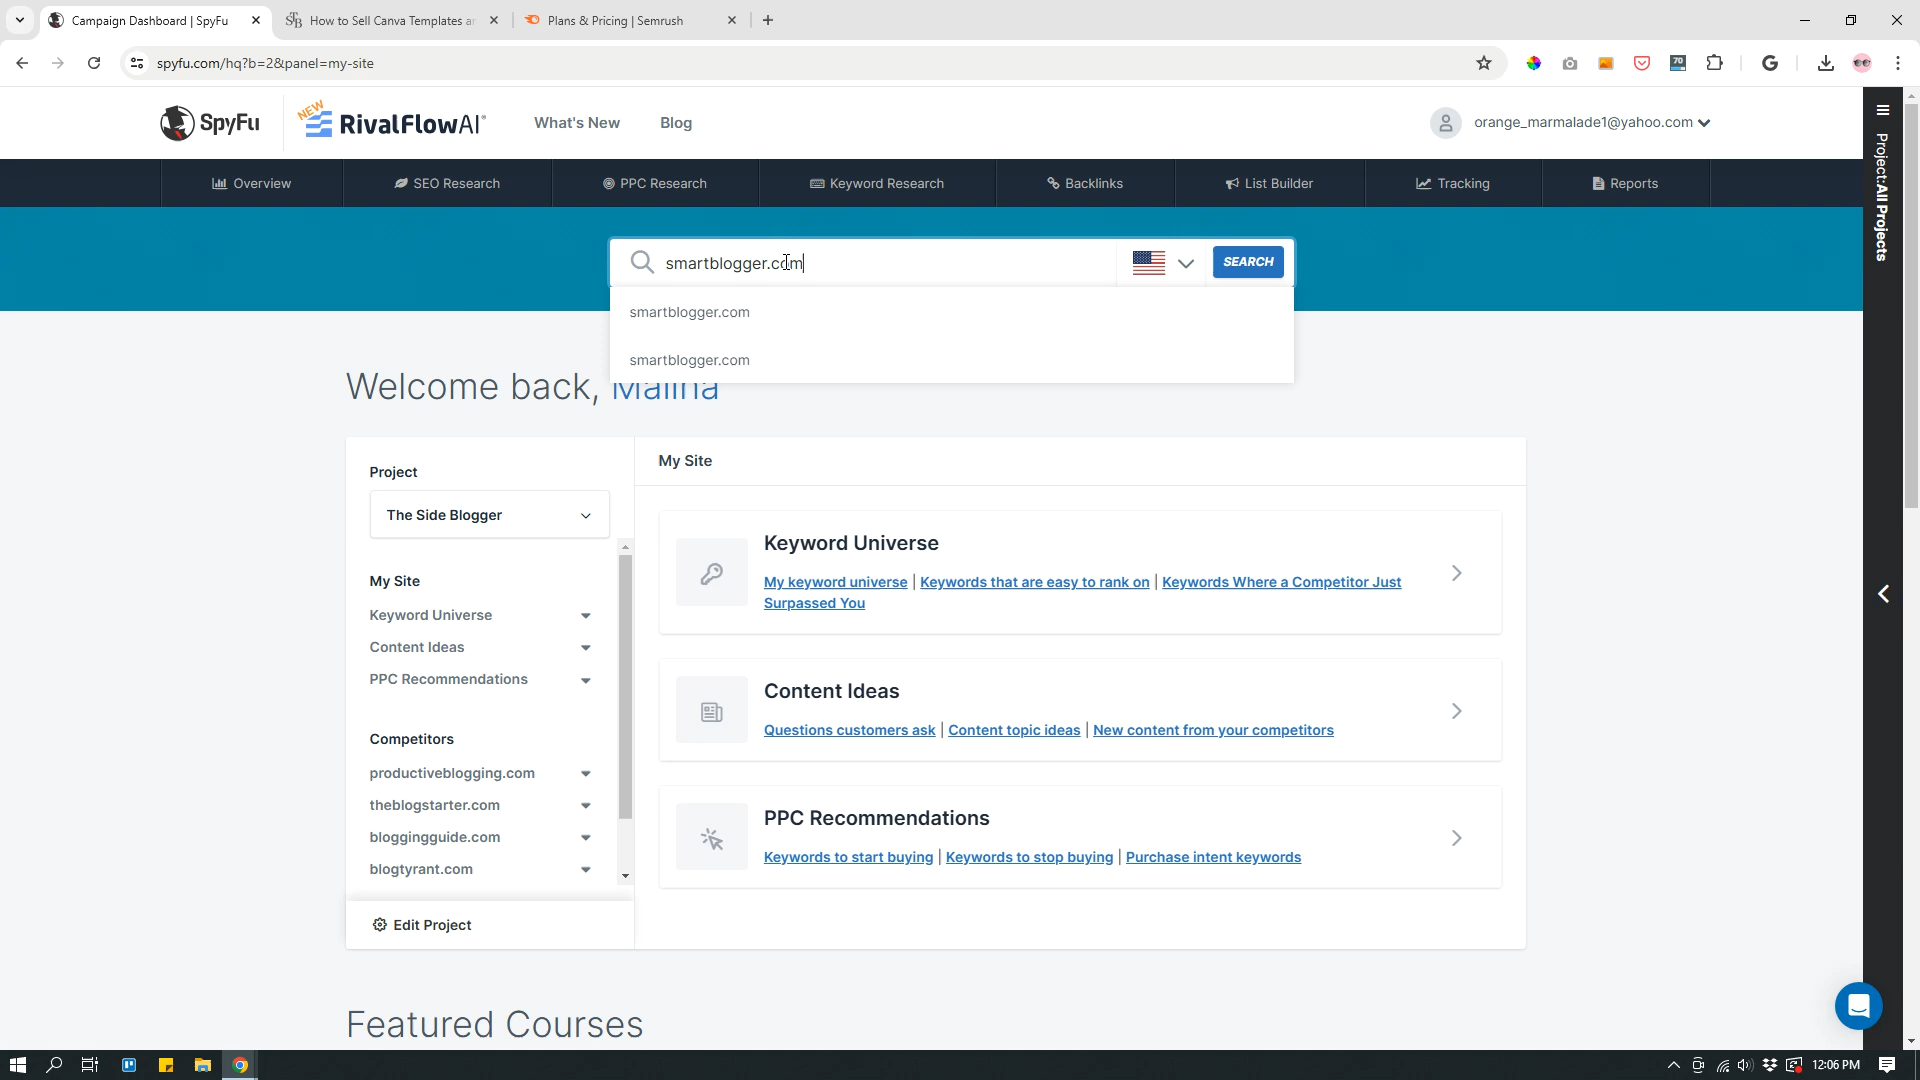 Campaign Dashboard | SpyFu
How to Sell Canva Templates a
Plans & Pricing | Semrush
spyfu.com/hq?b=2&panel=my-site
70
SpyFu
NEW
RivalFlowAI
What's New
Blog
orange_marmalade1@yahoo.com
Project:All Projects
Overview
SEO Research
PPC Research
Keyword Research
Backlinks
List Builder
Tracking
Reports
smartblogger.com
SEARCH
smartblogger.com
smartblogger.com
Welcome back, Malina
Project
The Side Blogger
My Site
Keyword Universe
Content Ideas
PPC Recommendations
Competitors
productiveblogging.com
theblogstarter.com
bloggingguide.com
blogtyrant.com
Edit Project
My Site
Keyword Universe
My keyword universe | Keywords that are easy to rank on | Keywords Where a Competitor Just
Surpassed You
Content Ideas
Questions customers ask | Content topic ideas | New content from your competitors
PPC Recommendations
Keywords to start buying | Keywords to stop buying | Purchase intent keywords
Featured Courses
12:06 PM